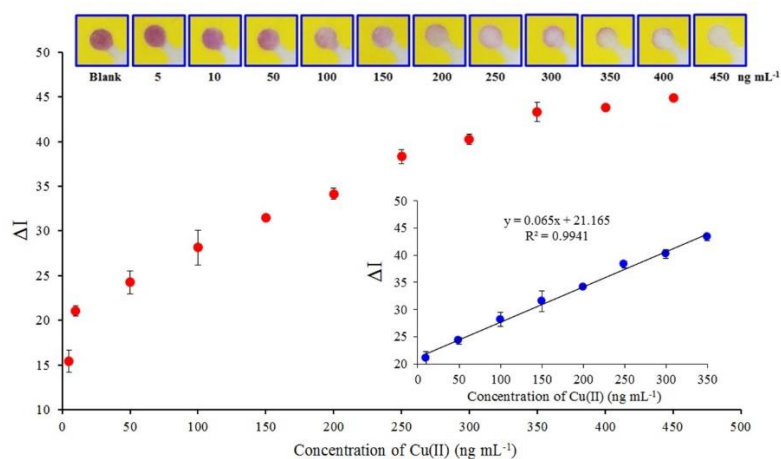 Blank 5 10 50 100 150 200 250 300 350 400 450 ng mL⁻¹
50
45
40
35
30
25
20
15
10
ΔI
0 50 100 150 200 250 300 350 400 450 500
Concentration of Cu(II) (ng mL⁻¹)
y = 0.065x + 21.165
R² = 0.9941
50
45
40
35
30
25
20
ΔI
0 50 100 150 200 250 300 350
Concentration of Cu(II) (ng mL⁻¹)